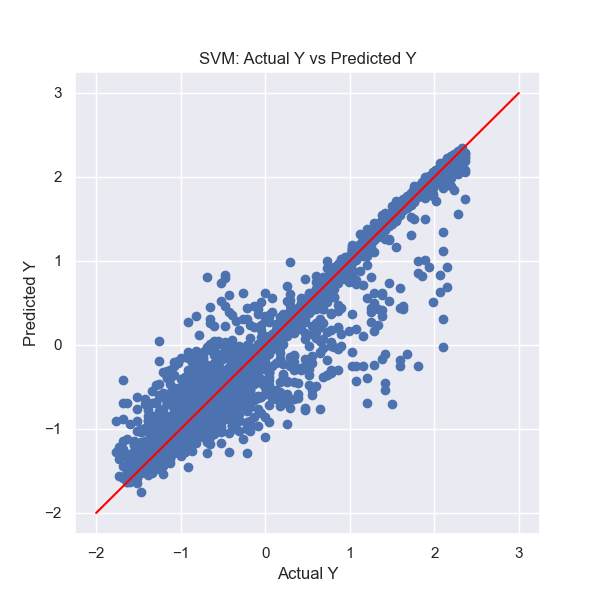 SVM: Actual Y vs Predicted Y
3
2
1
0
−1
−2
Predicted Y
−2 −1 0 1 2 3
Actual Y